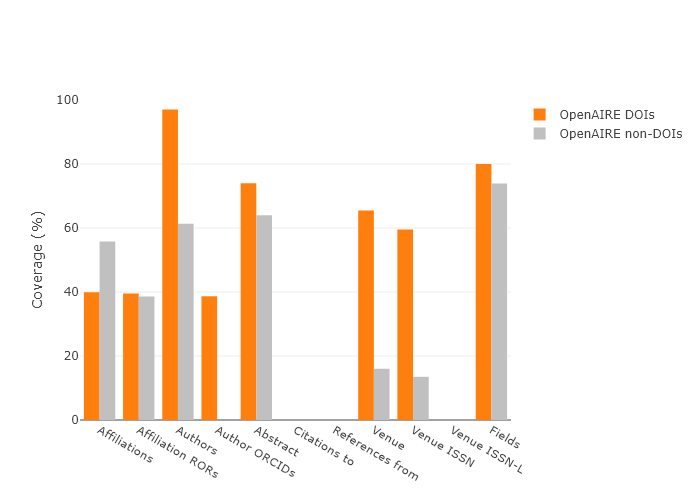 100
80
60
40
20
0
Coverage (%)
OpenAIRE DOIs
OpenAIRE non-DOIs
Affiliations
Affiliation RORs
Authors
Author ORCIDs
Abstract
Citations to
References from
Venue
Venue ISSN
Venue ISSN-L
Fields